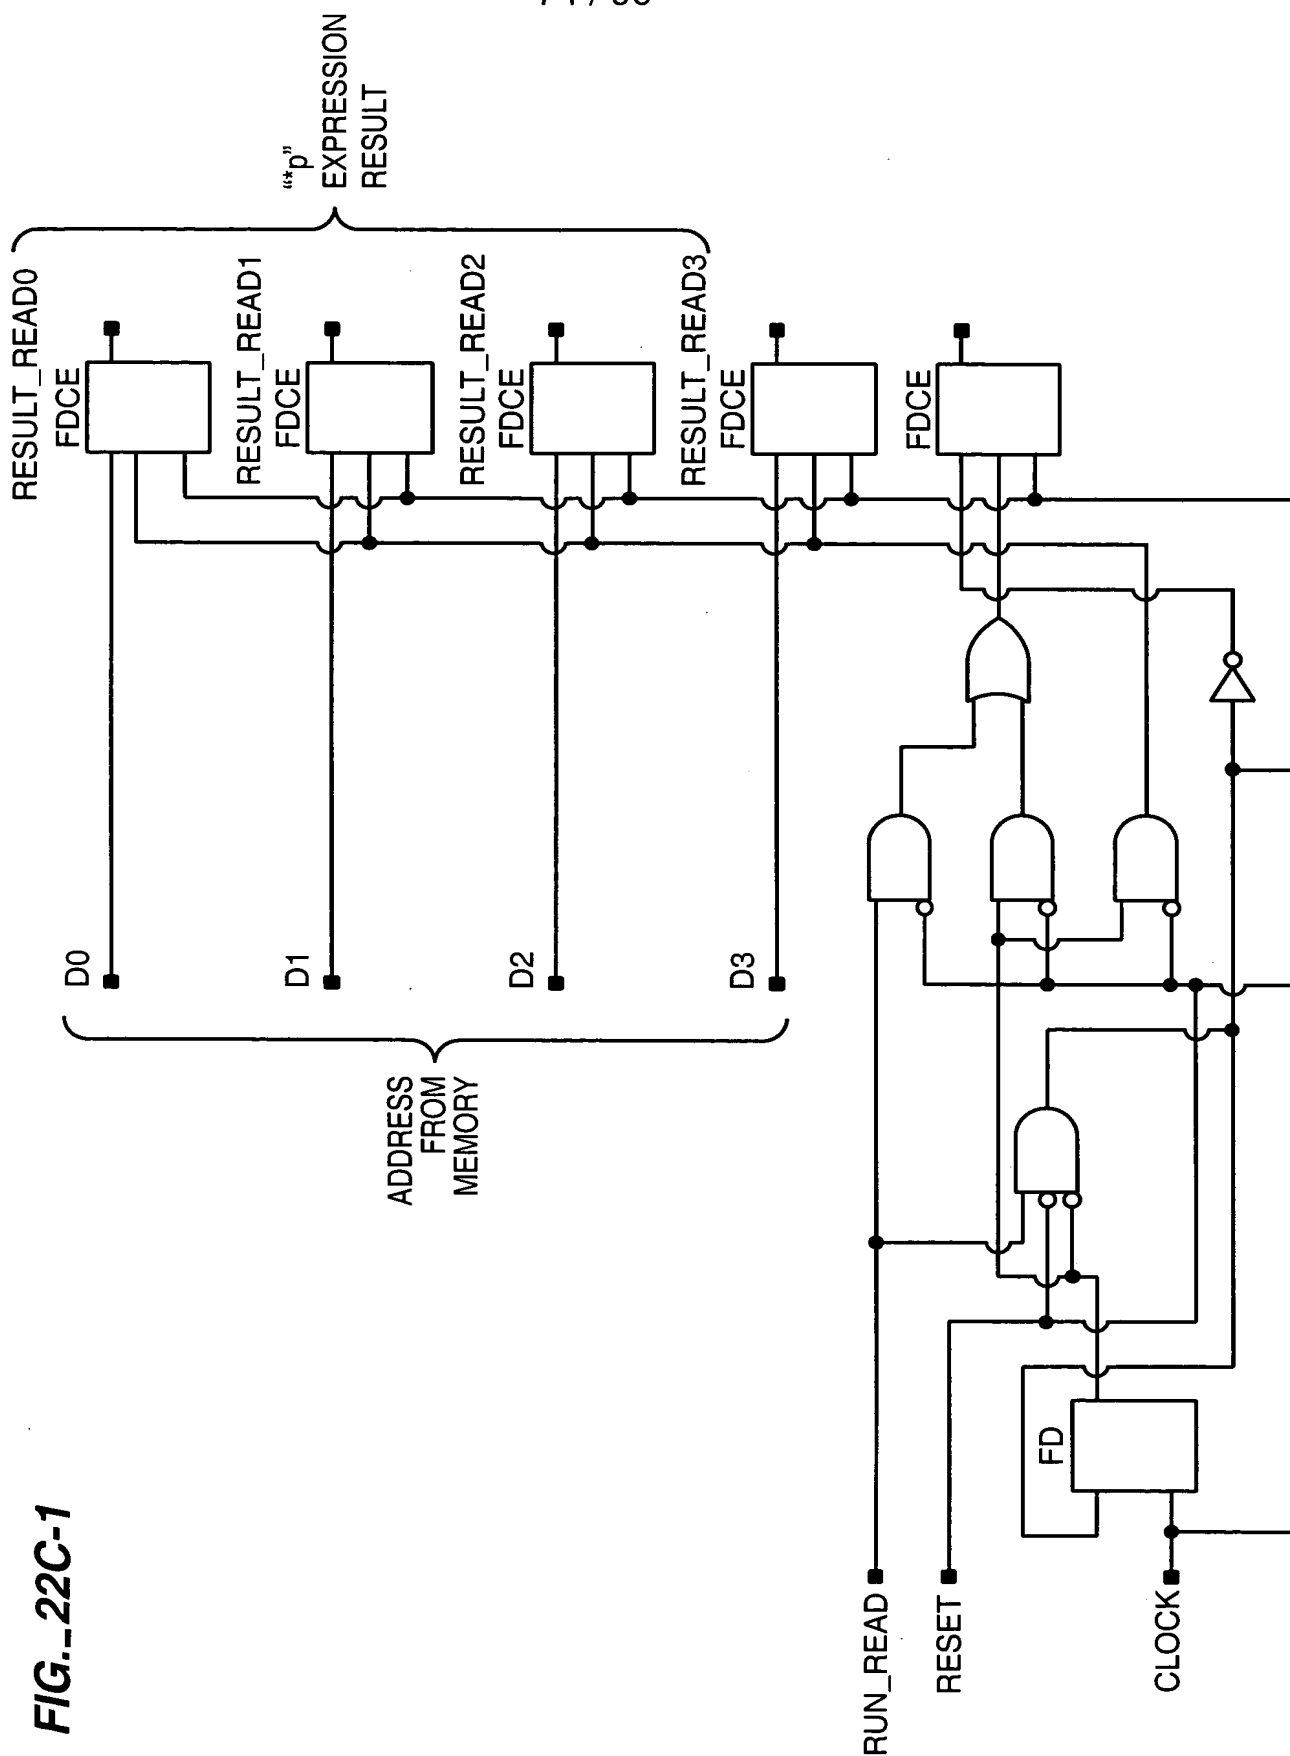 FIG._22C-1
RESULT_READ0
FDCE
RESULT_READ1
FDCE
RESULT_READ2
FDCE
RESULT_READ3
FDCE
FDCE
"*p"
EXPRESSION
RESULT
D0
D1
D2
D3
ADDRESS
FROM
MEMORY
RUN_READ
RESET
FD
CLOCK